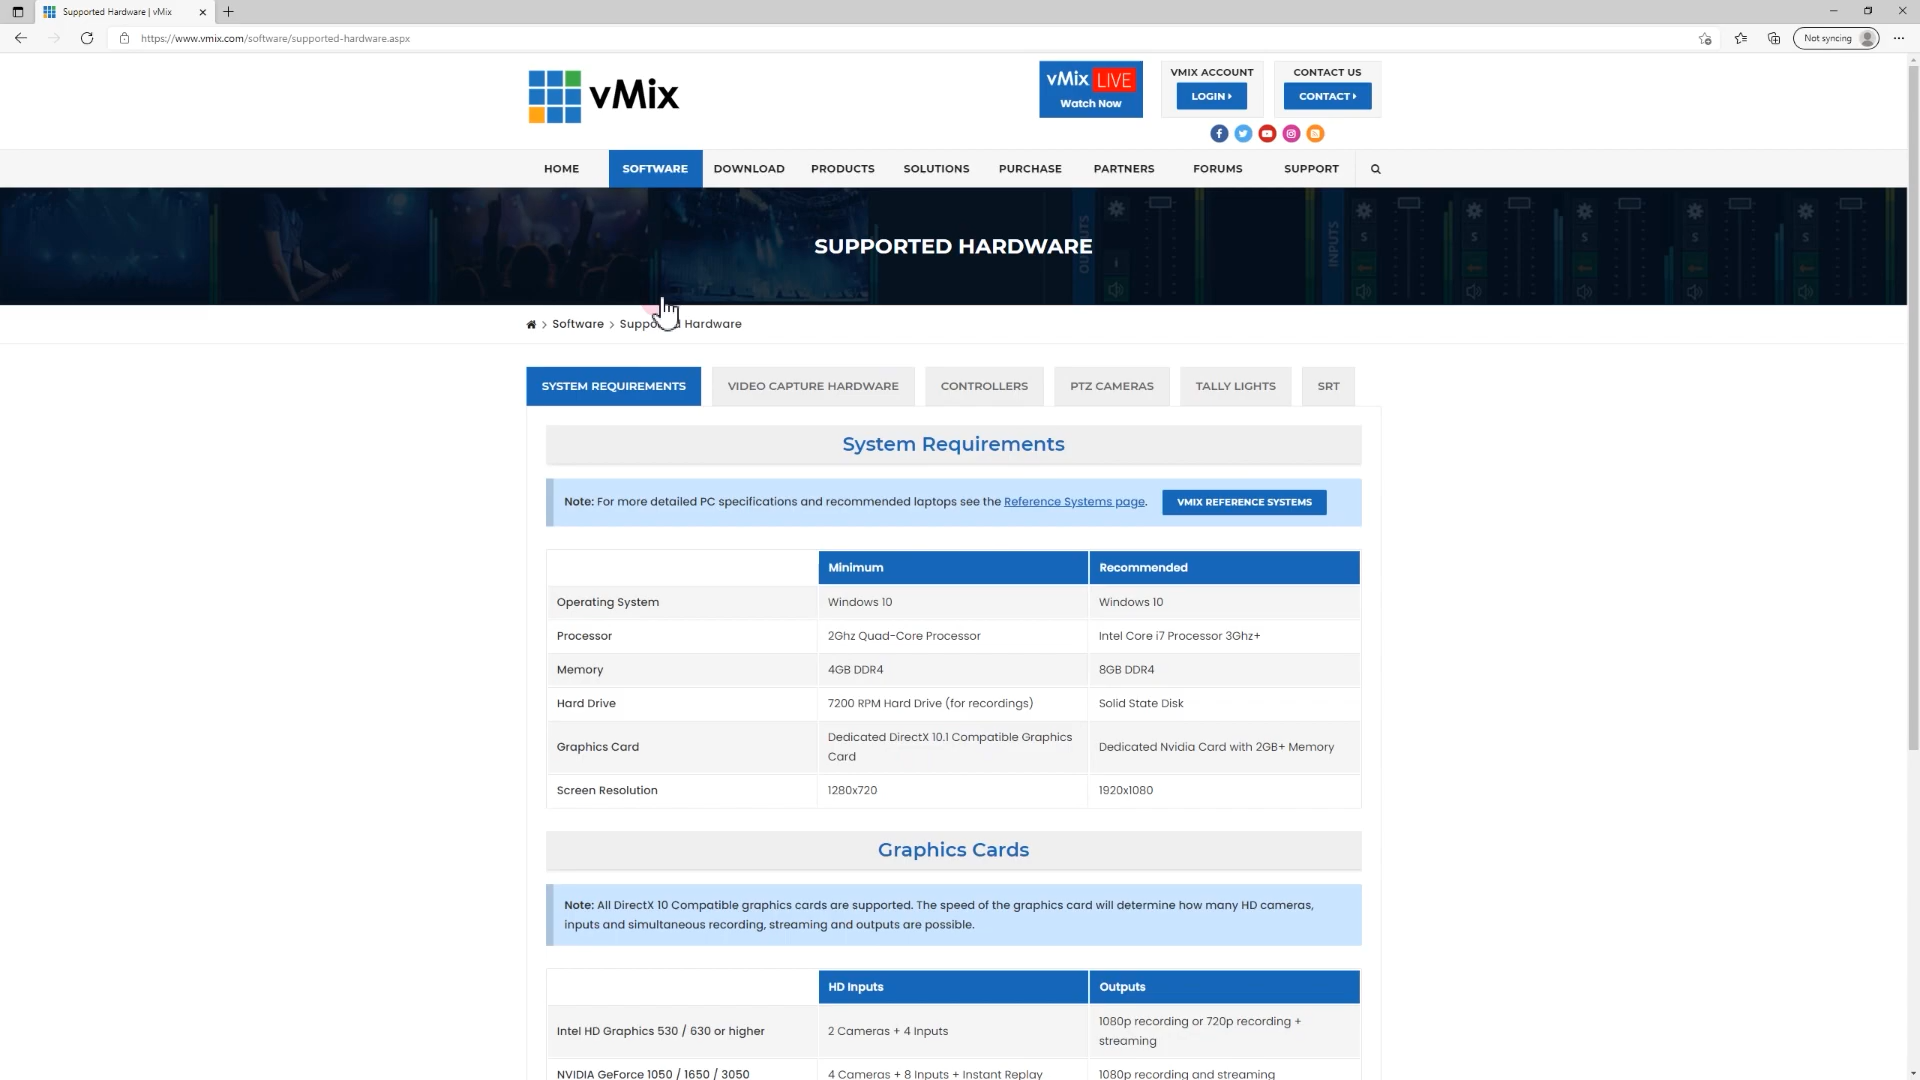 Supported Hardware | vMix
https://www.vmix.com/software/supported-hardware.aspx
Not syncing
vMix
vMix LIVE
Watch Now
VMIX ACCOUNT
LOGIN
CONTACT US
CONTACT
HOME
SOFTWARE
DOWNLOAD
PRODUCTS
SOLUTIONS
PURCHASE
PARTNERS
FORUMS
SUPPORT
SUPPORTED HARDWARE
INPUTS
Software
Hardware
SYSTEM REQUIREMENTS
VIDEO CAPTURE HARDWARE
CONTROLLERS
PTZ CAMERAS
TALLY LIGHTS
SRT
System Requirements
Note: For more detailed PC specifications and recommended laptops see the Reference Systems page.
VMIX REFERENCE SYSTEMS
Minimum
Recommended
Operating System
Windows 10
Windows 10
Processor
2Ghz Quad-Core Processor
Intel Core i7 Processor 3Ghz+
Memory
4GB DDR4
8GB DDR4
Hard Drive
7200 RPM Hard Drive (for recordings)
Solid State Disk
Graphics Card
Dedicated DirectX 10.1 Compatible Graphics
Card
Dedicated Nvidia Card with 2GB+ Memory
Screen Resolution
1280x720
1920x1080
Graphics Cards
Note: All DirectX 10 Compatible graphics cards are supported. The speed of the graphics card will determine how many HD cameras,
inputs and simultaneous recording, streaming and outputs are possible.
HD Inputs
Outputs
Intel HD Graphics 530 / 630 or higher
2 Cameras + 4 Inputs
1080p recording or 720p recording +
streaming
NVIDIA GeForce 1050 / 1650 / 3050
4 Cameras + 8 Inputs + Instant Replay
1080p recording and streaming